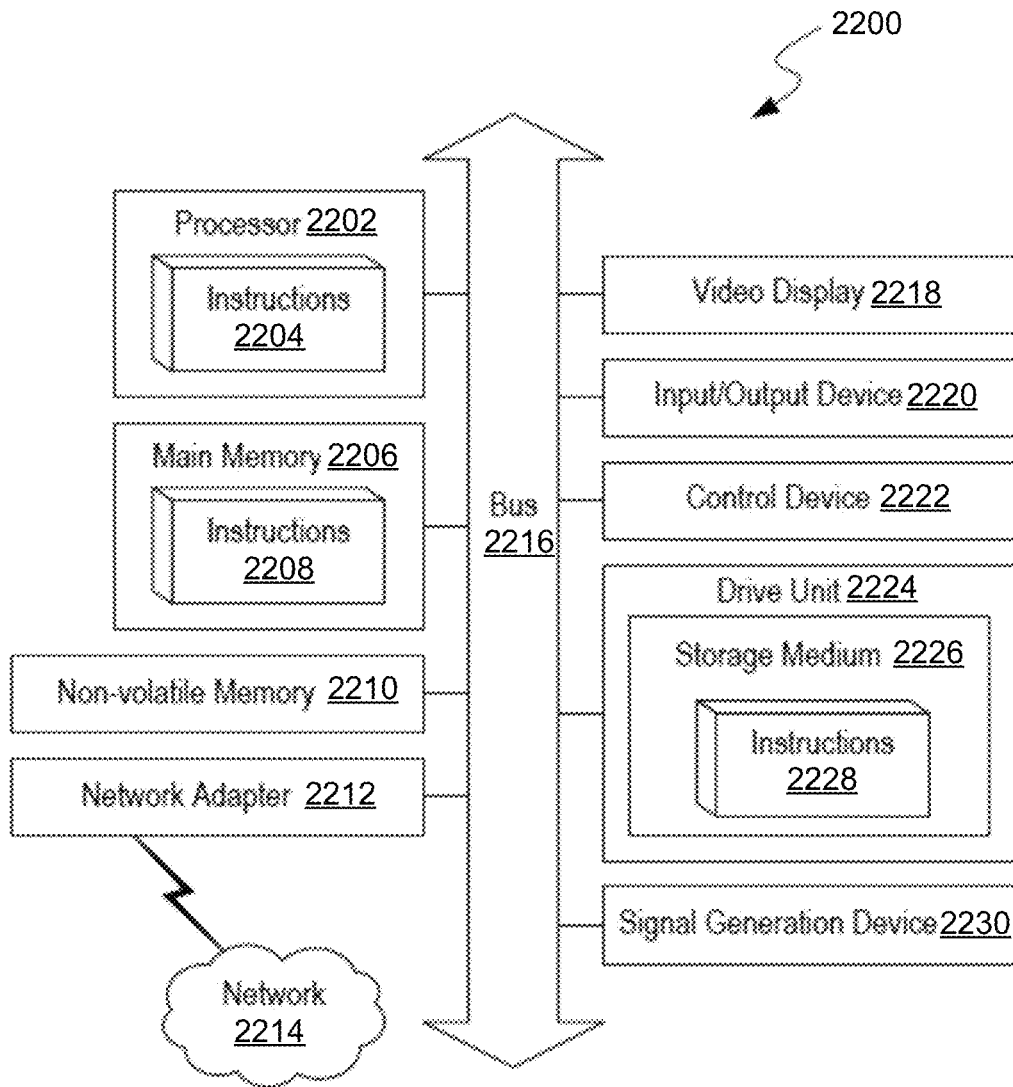 2200
Processor 2202
Instructions
2204
Main Memory 2206
Instructions
2208
Non-volatile Memory 2210
Network Adapter 2212
Network
2214
Bus
2216
Video Display 2218
Input/Output Device 2220
Control Device 2222
Drive Unit 2224
Storage Medium 2226
Instructions
2228
Signal Generation Device 2230